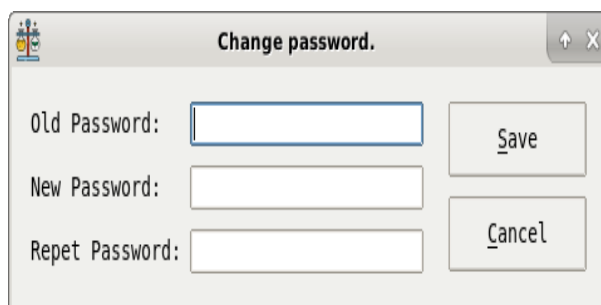 Change password.
Old Password:
Save
New Password:
Cancel
Repet Password: